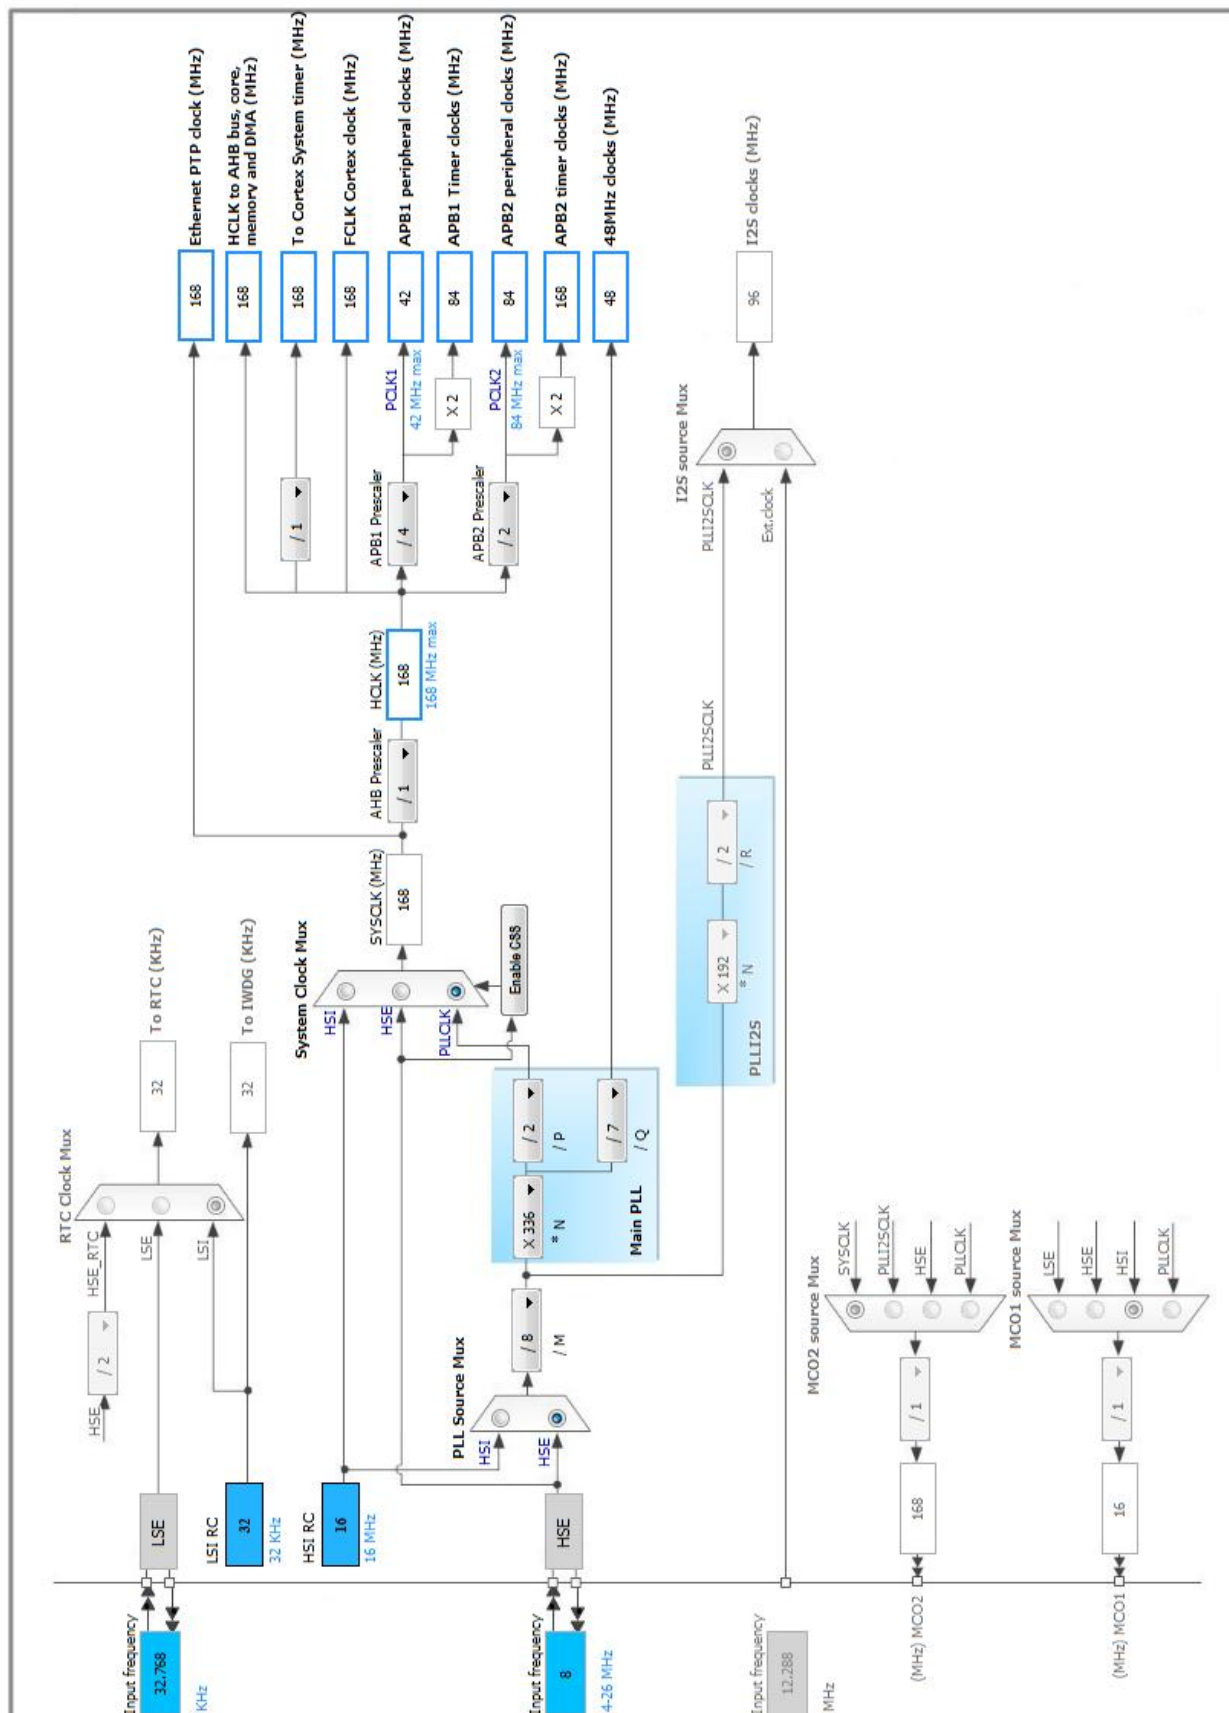 Input frequency
32.768
KHz
LSE
HSE
/ 2
HSE_RTC
LSE
LSI
RTC Clock Mux
32
To RTC (KHz)
LSI RC
32
32 KHz
32
To IWDG (KHz)
HSI RC
16
16 MHz
System Clock Mux
HSI
HSE
PLLCLK
Enable CSS
SYSCLK (MHz)
168
AHB Prescaler
/ 1
HCLK (MHz)
168
168 MHz max
168
Ethernet PTP clock (MHz)
168
HCLK to AHB bus, core,
memory and DMA (MHz)
/ 1
168
To Cortex System timer (MHz)
168
FCLK Cortex clock (MHz)
APB1 Prescaler
/ 4
PCLK1
42 MHz max
42
APB1 peripheral clocks (MHz)
X 2
84
APB1 Timer clocks (MHz)
APB2 Prescaler
/ 2
PCLK2
84 MHz max
84
APB2 peripheral clocks (MHz)
X 2
168
APB2 timer clocks (MHz)
48
48MHz clocks (MHz)
Input frequency
8
4-26 MHz
HSE
PLL Source Mux
HSI
HSE
/ 8
/ M
X 336
* N
/ 2
/ P
/ 7
/ Q
Main PLL
X 192
* N
/ 2
/ R
PLLI2S
PLLI2SCLK
PLLI2SCLK
Ext.clock
I2S source Mux
96
I2S clocks (MHz)
Input frequency
12.288
MHz
MCO2 source Mux
SYSCLK
PLLI2SCLK
HSE
PLLCLK
/ 1
168
(MHz) MCO2
MCO1 source Mux
LSE
HSE
HSI
PLLCLK
/ 1
16
(MHz) MCO1